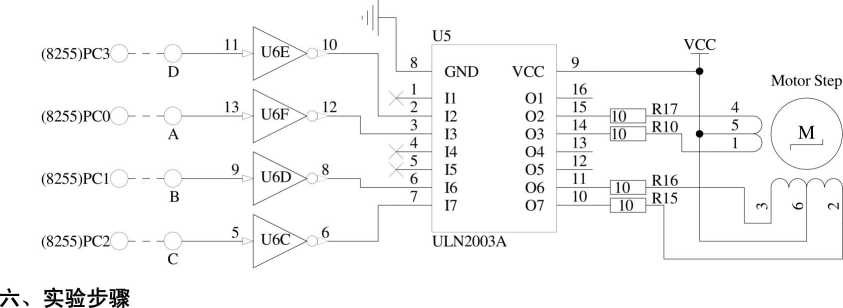 U5
VCC
(8255)PC3
D
11
U6E
10
8
GND
VCC
9
Motor Step
1
I1
O1
16
2
I2
O2
15
10
R17
4
(8255)PC0
A
13
U6F
12
3
I3
O3
14
10
R10
5
1
M
4
I4
O4
13
5
I5
O5
12
(8255)PC1
B
9
U6D
8
6
I6
O6
11
10
R16
7
I7
O7
10
10
R15
3
6
2
(8255)PC2
C
5
U6C
6
ULN2003A
六、实验步骤